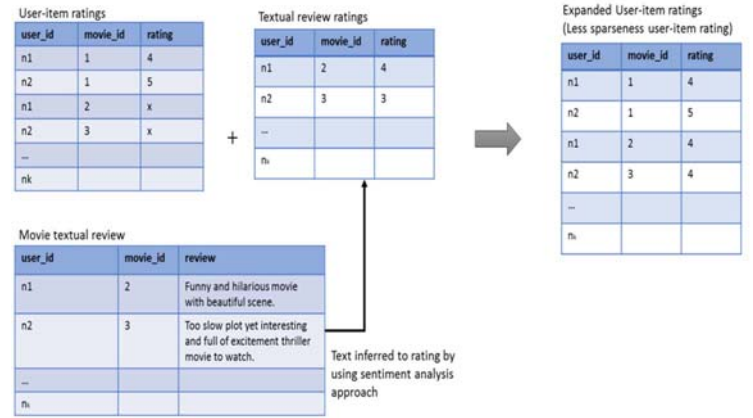 User-item ratings
user_id movie_id rating
n1 1 4
n2 1 5
n1 2 x
n2 3 x
...
nk
+
Textual review ratings
user_id movie_id rating
n1 2 4
n2 3 3
...
nₖ
Expanded User-item ratings
(Less sparseness user-item rating)
user_id movie_id rating
n1 1 4
n2 1 5
n1 2 4
n2 3 4
...
nₖ
Movie textual review
user_id movie_id review
n1 2 Funny and hilarious movie
with beautiful scene.
n2 3 Too slow plot yet interesting
and full of excitement thriller
movie to watch.
...
nₖ
Text inferred to rating by
using sentiment analysis
approach